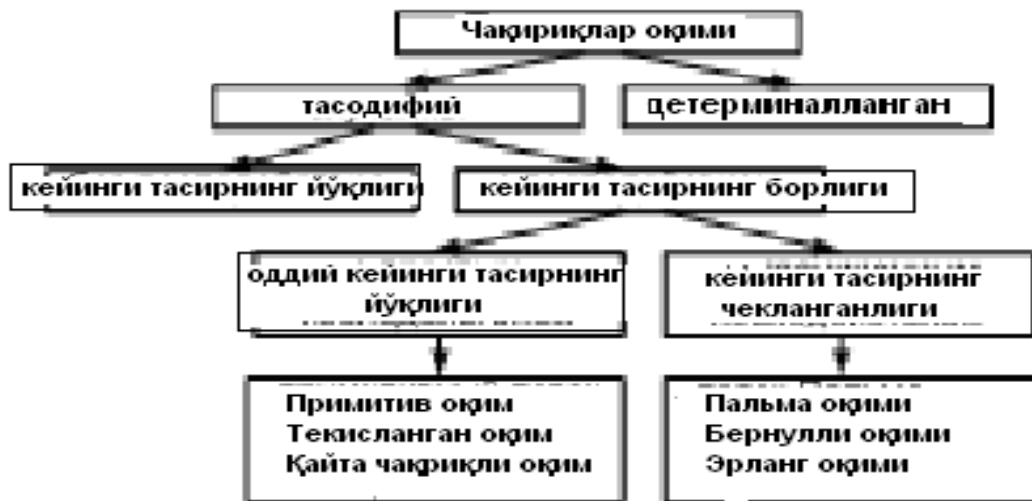 Чақириқлар оқими
тасодифий
детерминалланган
кейинги тасирнинг йўқлиги
кейинги тасирнинг борлиги
оддий кейинги тасирнинг
йўқлиги
кейинги тасирнинг
чекланганлиги
Примитив оқим
Текисланган оқим
Қайта чақриқли оқим
Пальма оқими
Бернулли оқими
Эрланг оқими